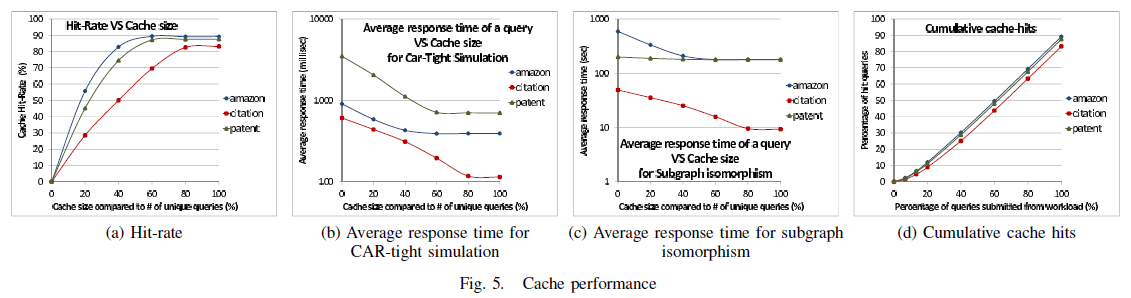 Hit-Rate VS Cache size
Cache Hit-Rate (%)
100
90
80
70
60
50
40
30
20
10
0
0 20 40 60 80 100
Cache size compared to # of unique queries (%)
amazon
citation
patent
(a) Hit-rate
Average response time of a query
VS Cache size
for Car-Tight Simulation
Average response time (millisec)
10000
1000
100
0 20 40 60 80 100
Cache size compared to # of unique queries (%)
amazon
citation
patent
(b) Average response time for
CAR-tight simulation
Average response time (sec)
1000
100
10
1
Average response time of a query
VS Cache size
for Subgraph isomorphism
0 20 40 60 80 100
Cache size compared to # of unique queries (%)
amazon
citation
patent
(c) Average response time for subgraph
isomorphism
Cumulative cache-hits
Percentage of hit queries
100
90
80
70
60
50
40
30
20
10
0
0 20 40 60 80 100
Percentage of queries submitted from workload (%)
amazon
citation
patent
(d) Cumulative cache hits
Fig. 5. Cache performance